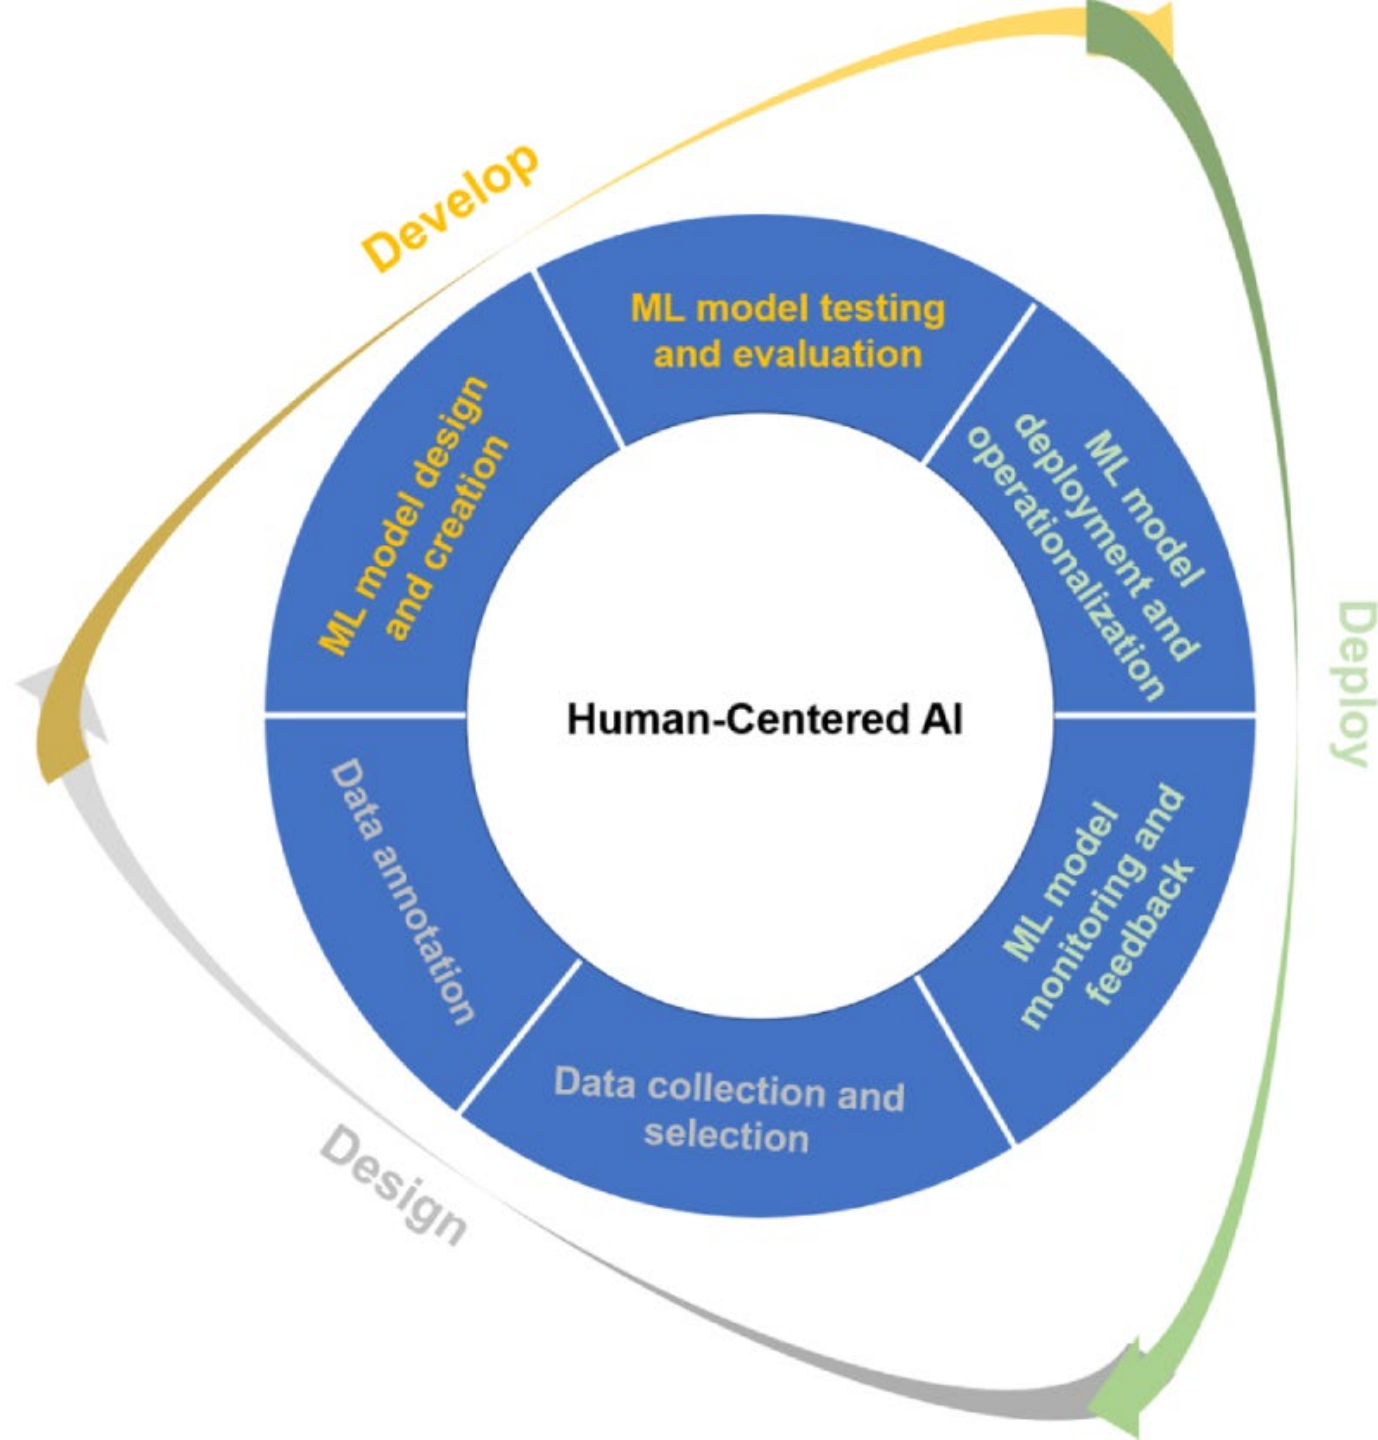 Develop
ML model testing
and evaluation
ML model design
and creation
ML model
deployment and
operationalization
Human-Centered AI
Deploy
Data annotation
ML model
monitoring and
feedback
Data collection and
selection
Design